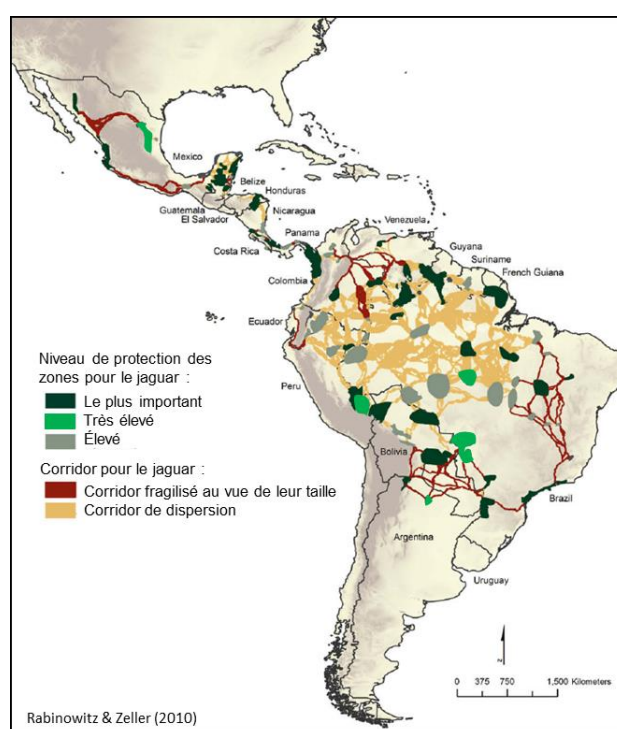 Mexico
Belize
Honduras
Guatemala
El Salvador
Nicaragua
Costa Rica
Panama
Venezuela
Guyana
Suriname
French Guiana
Colombia
Ecuador
Peru
Bolivia
Brazil
Argentina
Uruguay
Niveau de protection des
zones pour le jaguar :
Le plus important
Très élevé
Élevé
Corridor pour le jaguar :
Corridor fragilisé au vue de leur taille
Corridor de dispersion
N
0 375 750 1,500 Kilometers
Rabinowitz & Zeller (2010)